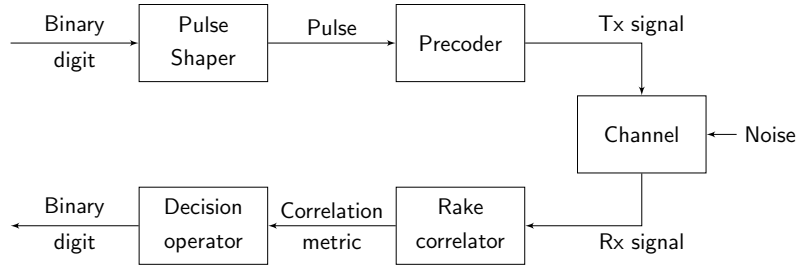 Binary
digit
Pulse
Shaper
Pulse
Precoder
Tx signal
Channel
Noise
Binary
digit
Decision
operator
Correlation
metric
Rake
correlator
Rx signal